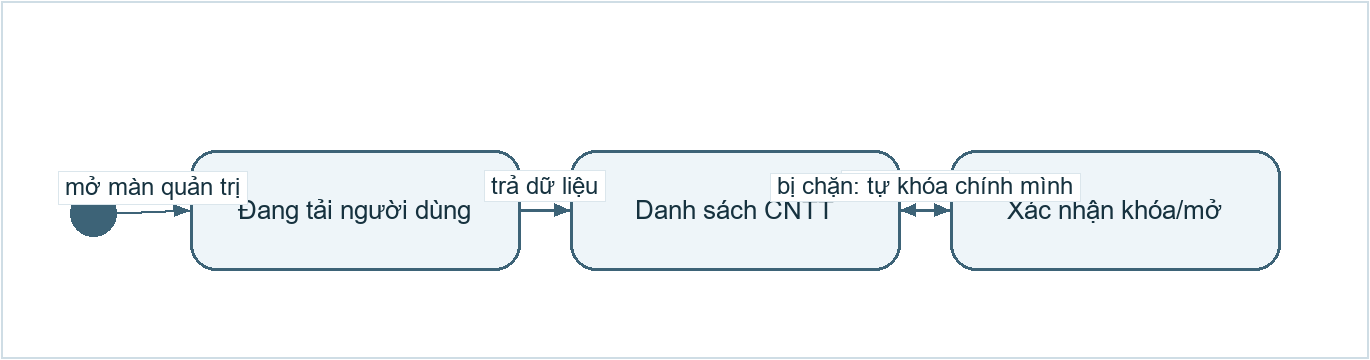 mở màn quản trị
Đang tải người dùng
trả dữ liệu
Danh sách CNTT
bị chặn: tự khóa chính mình
Xác nhận khóa/mở